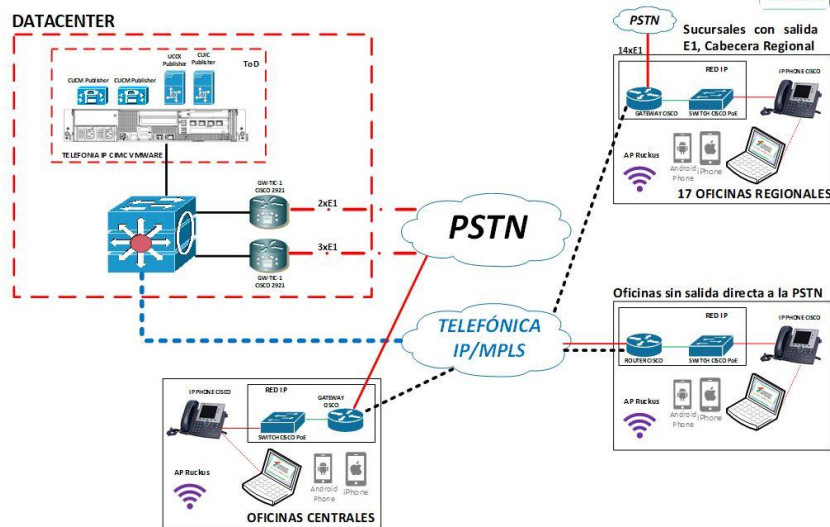 DATACENTER
UCCX
Publisher
CUIC
Publisher
ToD
CUCM Publisher
CUCM Publisher
TELEFONIA IP CIMC VMWARE
GW-TIC-1
CISCO 2921
2xE1
GW-TIC-1
CISCO 2921
3xE1
PSTN
TELEFÓNICA
IP/MPLS
PSTN
14xE1
Sucursales con salida
E1, Cabecera Regional
RED IP
IP PHONE CISCO
GATEWAY CISCO
SWITCH CISCO PoE
AP Ruckus
Android
Phone
iPhone
17 OFICINAS REGIONALES
Oficinas sin salida directa a la PSTN
RED IP
IP PHONE CISCO
ROUTER CISCO
SWITCH CISCO PoE
AP Ruckus
Android
Phone
iPhone
RED IP
IP PHONE CISCO
GATEWAY
CISCO
SWITCH CISCO PoE
AP Ruckus
Android
Phone
iPhone
OFICINAS CENTRALES